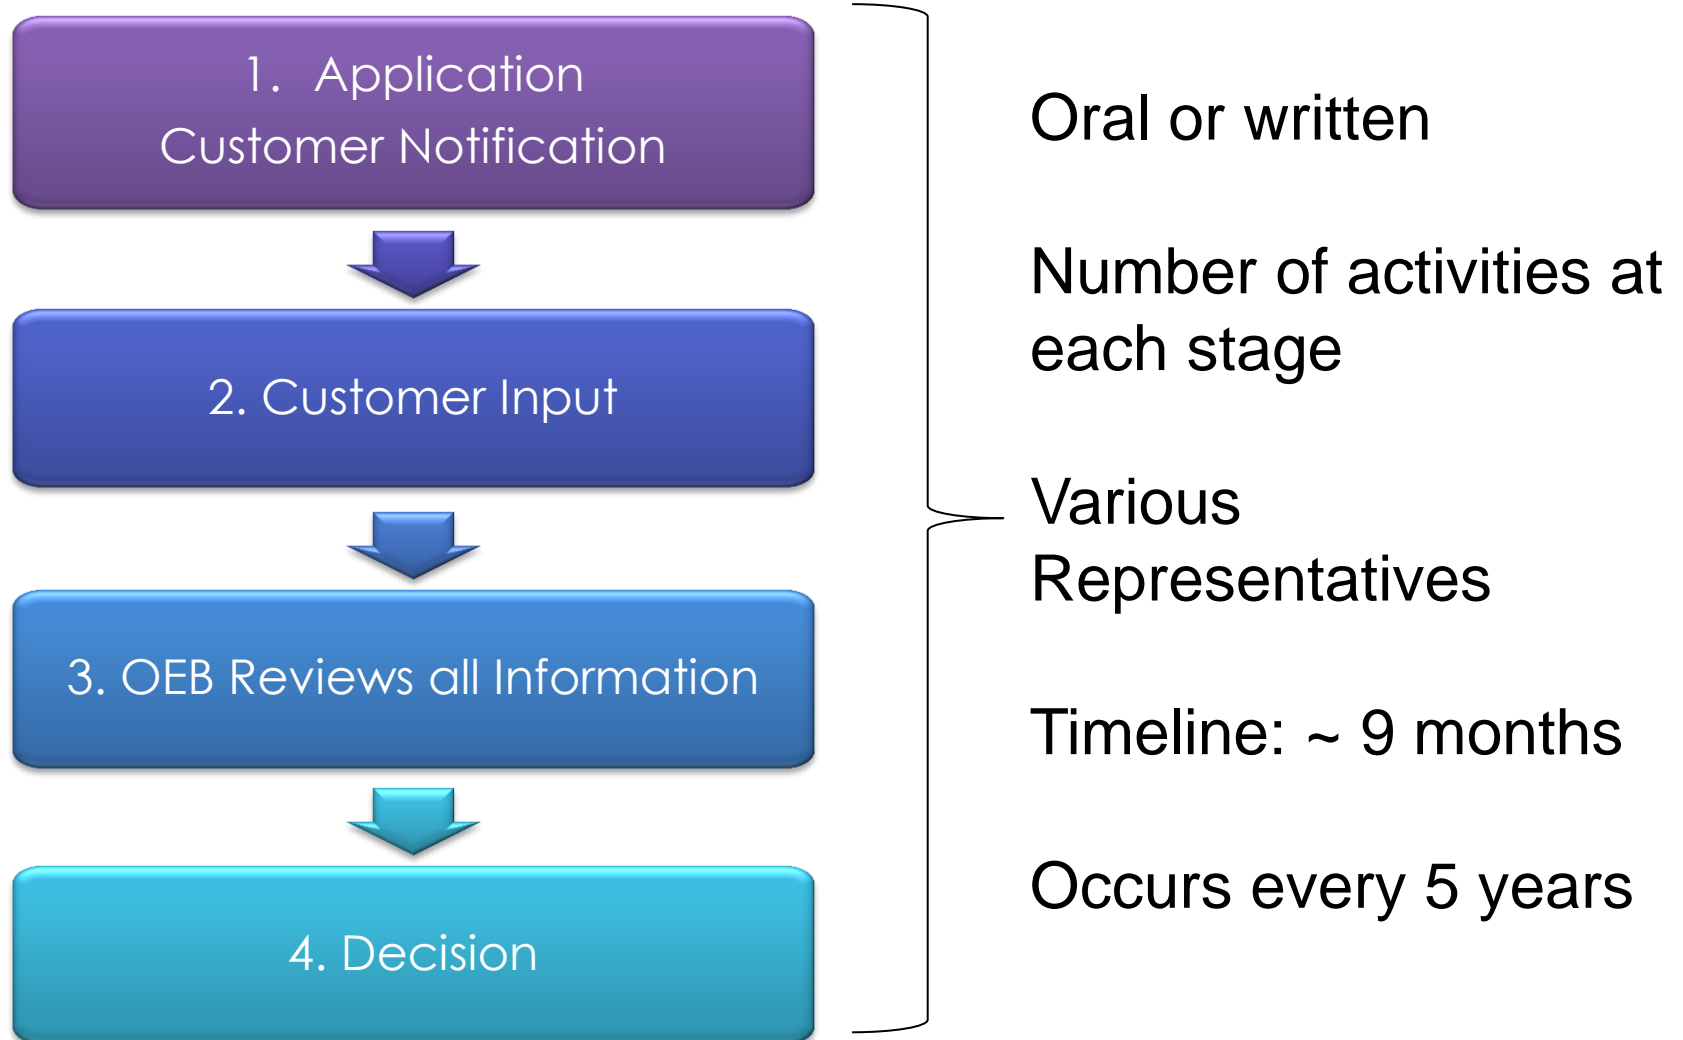 1. Application
Customer Notification
2. Customer Input
3. OEB Reviews all Information
4. Decision
Oral or written
Number of activities at
each stage
Various
Representatives
Timeline: ~ 9 months
Occurs every 5 years